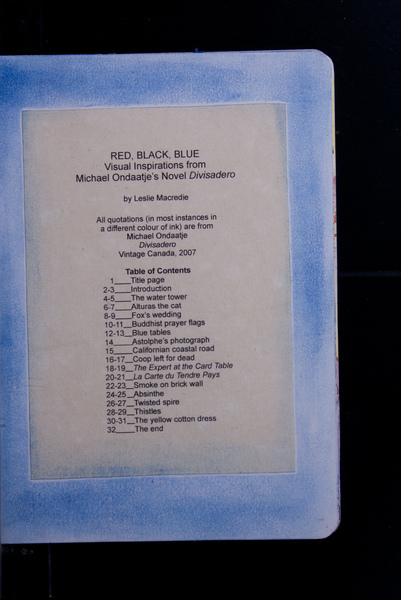 RED, BLACK, BLUE
Visual Inspirations from
Michael Ondaatje's Novel Divisadero
by Leslie Macredie
All quotations (in most instances in
a different colour of ink) are from
Michael Ondaatje
Divisadero
Vintage Canada, 2007
Table of Contents
1____Title page
2-3___Introduction
4-5___The water tower
6-7___Alturas the cat
8-9___Fox's wedding
10-11__Buddhist prayer flags
12-13__Blue tables
14____Astolphe's photograph
15____Californian coastal road
16-17__Coop left for dead
18-19__The Expert at the Card Table
20-21__La Carte du Tendre Pays
22-23__Smoke on brick wall
24-25__Absinthe
26-27__Twisted spire
28-29__Thistles
30-31__The yellow cotton dress
32____The end